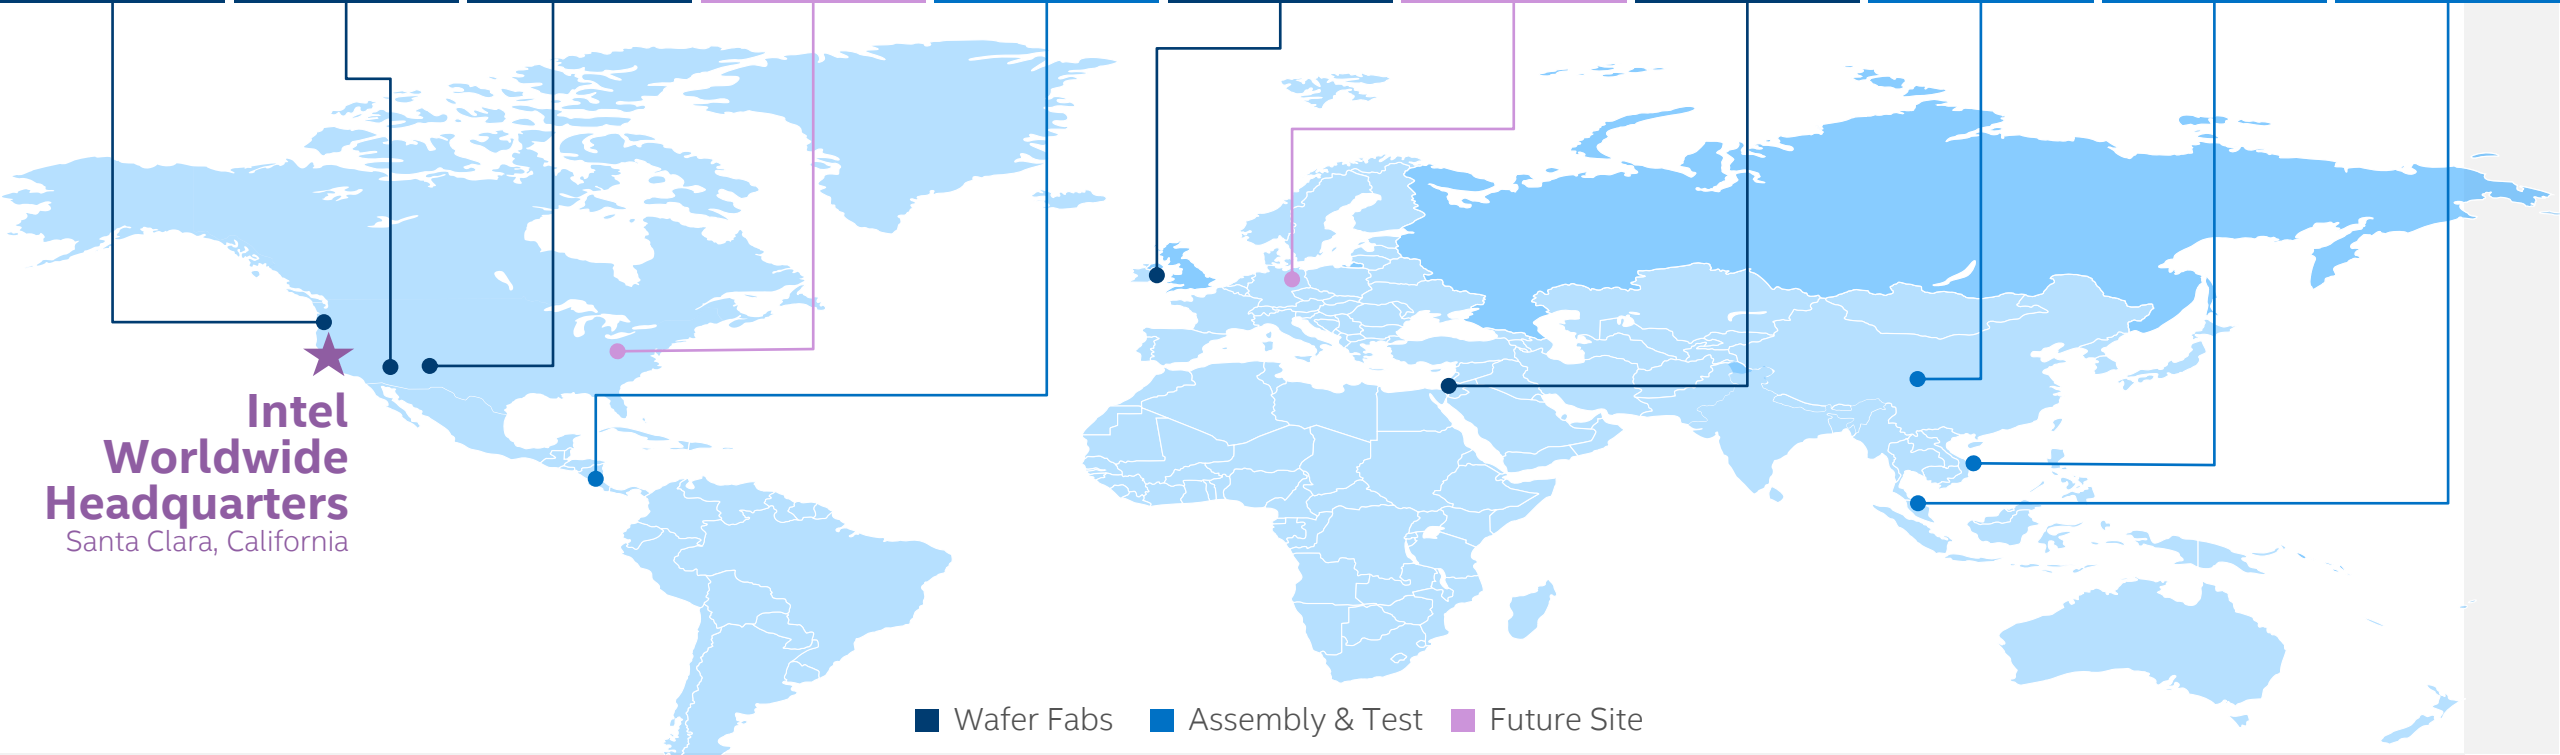 Intel
Worldwide
Headquarters
Santa Clara, California
Wafer Fabs
Assembly & Test
Future Site